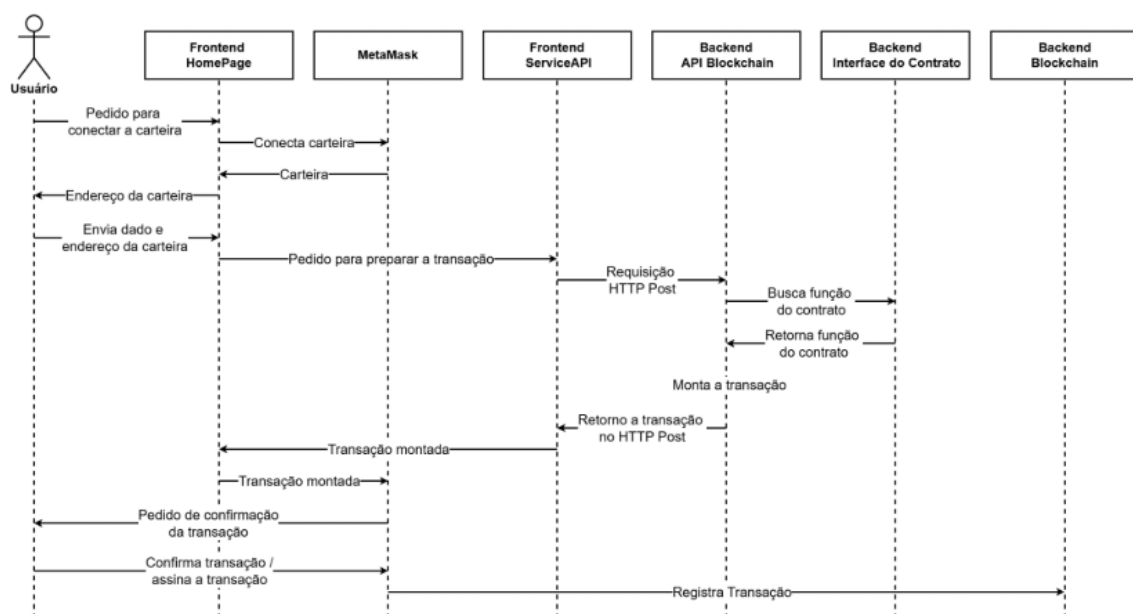 Usuário
Frontend
HomePage
MetaMask
Frontend
ServiceAPI
Backend
API Blockchain
Backend
Interface do Contrato
Backend
Blockchain
Pedido para
conectar a carteira
Conecta carteira
Carteira
Endereço da carteira
Envia dado e
endereço da carteira
Pedido para preparar a transação
Requisição
HTTP Post
Busca função
do contrato
Retorna função
do contrato
Monta a transação
Retorno a transação
no HTTP Post
Transação montada
Transação montada
Pedido de confirmação
da transação
Confirma transação /
assina a transação
Registra Transação